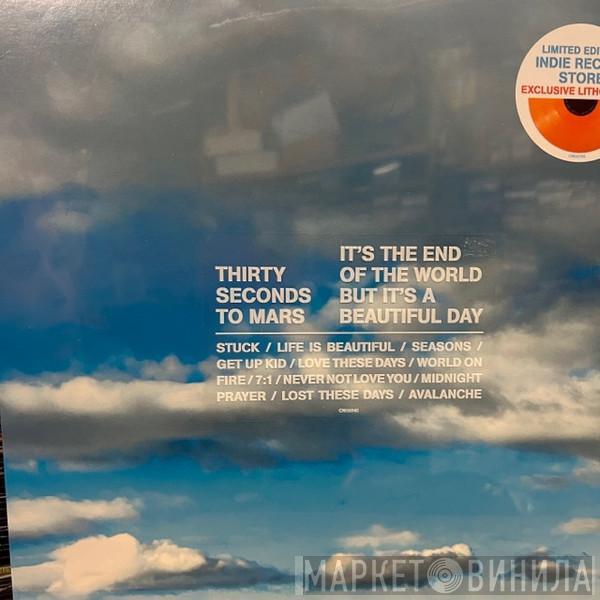 LIMITED EDI
INDIE REC
STORE
EXCLUSIVE LITH
THIRTY
SECONDS
TO MARS
IT'S THE END
OF THE WORLD
BUT IT'S A
BEAUTIFUL DAY
STUCK / LIFE IS BEAUTIFUL / SEASONS /
GET UP KID / LOVE THESE DAYS / WORLD ON
FIRE / 7:1 / NEVER NOT LOVE YOU / MIDNIGHT
PRAYER / LOST THESE DAYS / AVALANCHE
МАРКЕТ ВИНИЛА